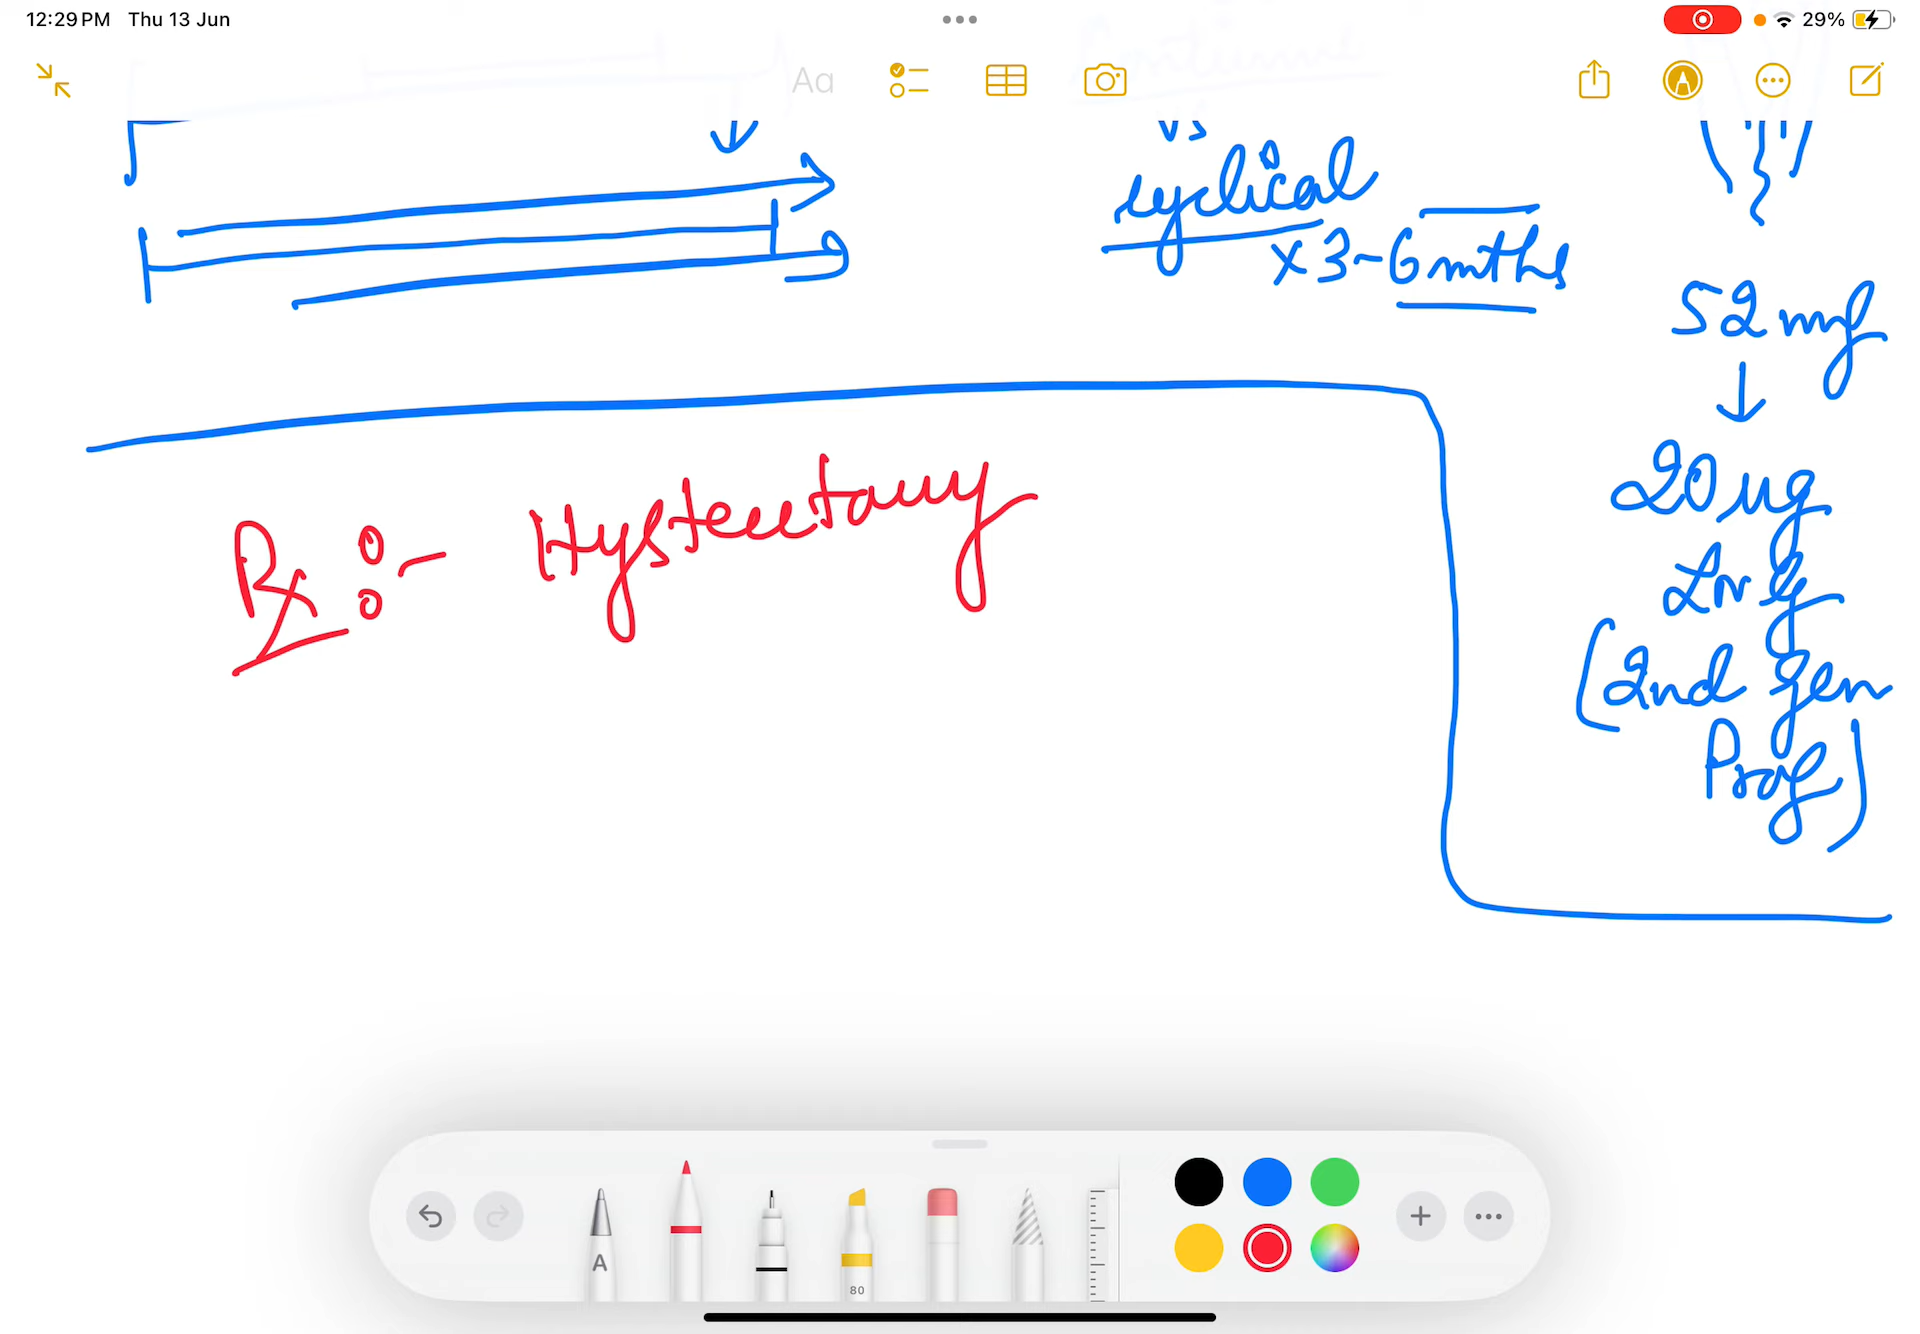 12:29 PM Thu 13 Jun
29%
Aa
vs
cyclical
x 3-6 mths
52 mg
20 ug
(2nd gen
Prog)
Rx :- Hysterectomy
A
80